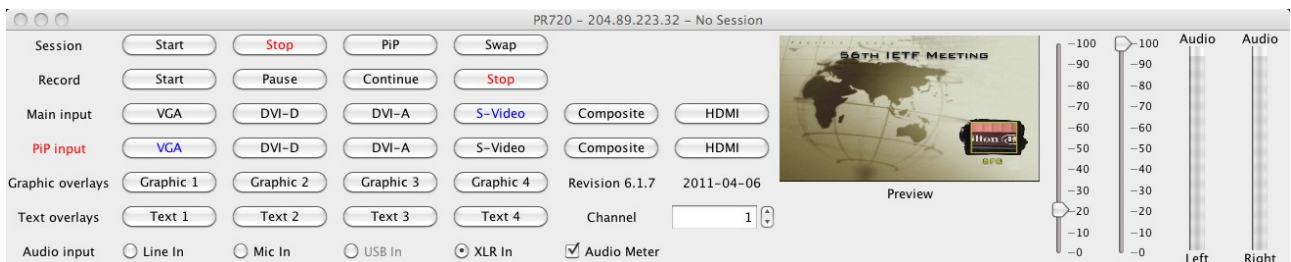 PR720 – 204.89.223.32 – No Session
Session Start Stop PiP Swap
Record Start Pause Continue Stop
Main input VGA DVI–D DVI–A S–Video Composite HDMI
PiP input VGA DVI–D DVI–A S–Video Composite HDMI
Graphic overlays Graphic 1 Graphic 2 Graphic 3 Graphic 4 Revision 6.1.7 2011–04–06
Text overlays Text 1 Text 2 Text 3 Text 4 Channel 1
Audio input Line In Mic In USB In XLR In Audio Meter
56TH IETF MEETING
Preview
100 100
90 90
80 80
70 70
60 60
50 50
40 40
30 30
20 20
10 10
0 0
Audio Audio
Left Right